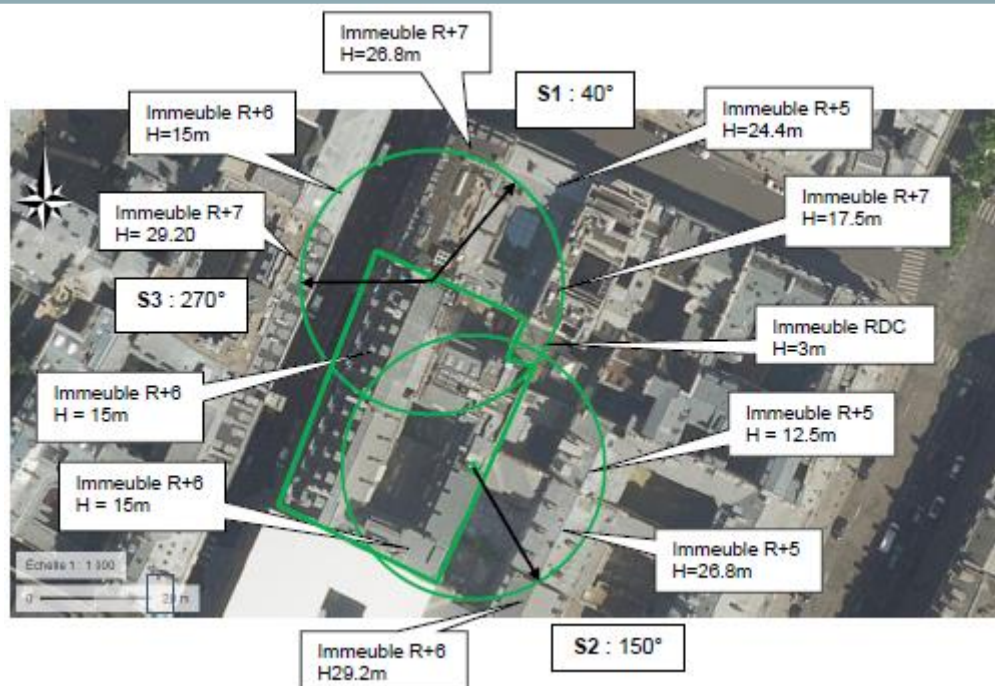 Immeuble R+7
H=26.8m
S1 : 40°
Immeuble R+6
H=15m
Immeuble R+5
H=24.4m
Immeuble R+7
H= 29.20
Immeuble R+7
H=17.5m
S3 : 270°
Immeuble RDC
H=3m
Immeuble R+6
H = 15m
Immeuble R+5
H = 12.5m
Immeuble R+6
H = 15m
Immeuble R+5
H=26.8m
Echelle 1 : 1 000
0 20 m
Immeuble R+6
H29.2m
S2 : 150°